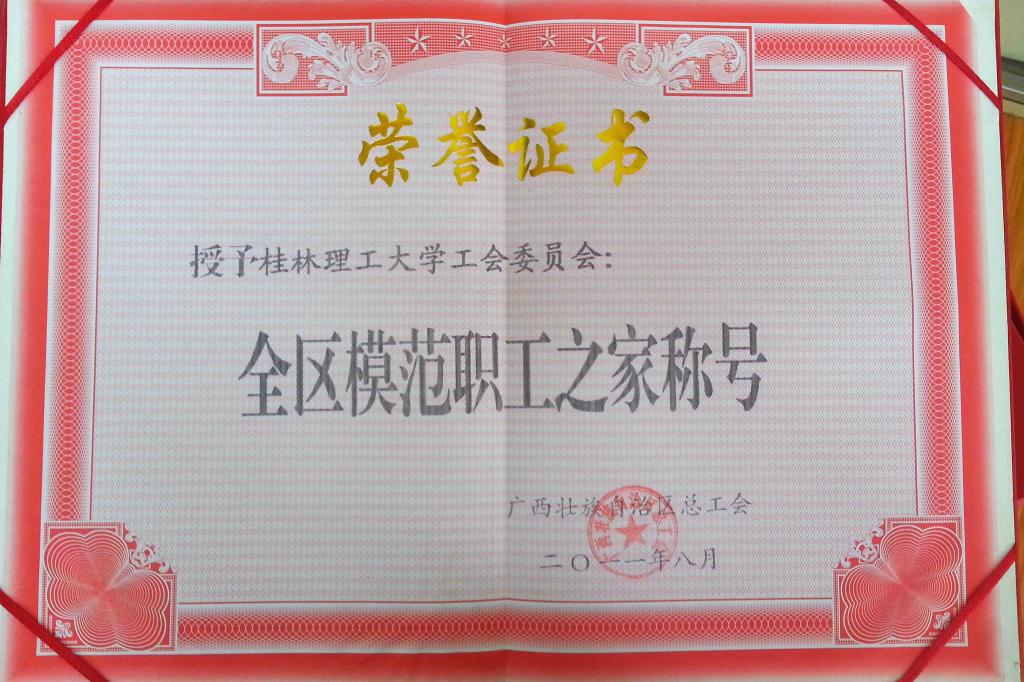 荣誉证书
授予桂林理工大学工会委员会：
全区模范职工之家称号
广西壮族自治区总工会
二〇一一年八月